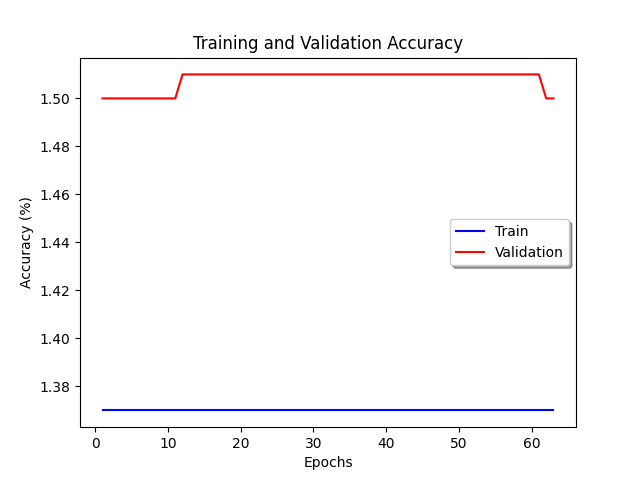 Training and Validation Accuracy
Accuracy (%)
1.50
1.48
1.46
1.44
1.42
1.40
1.38
Train
Validation
0 10 20 30 40 50 60
Epochs